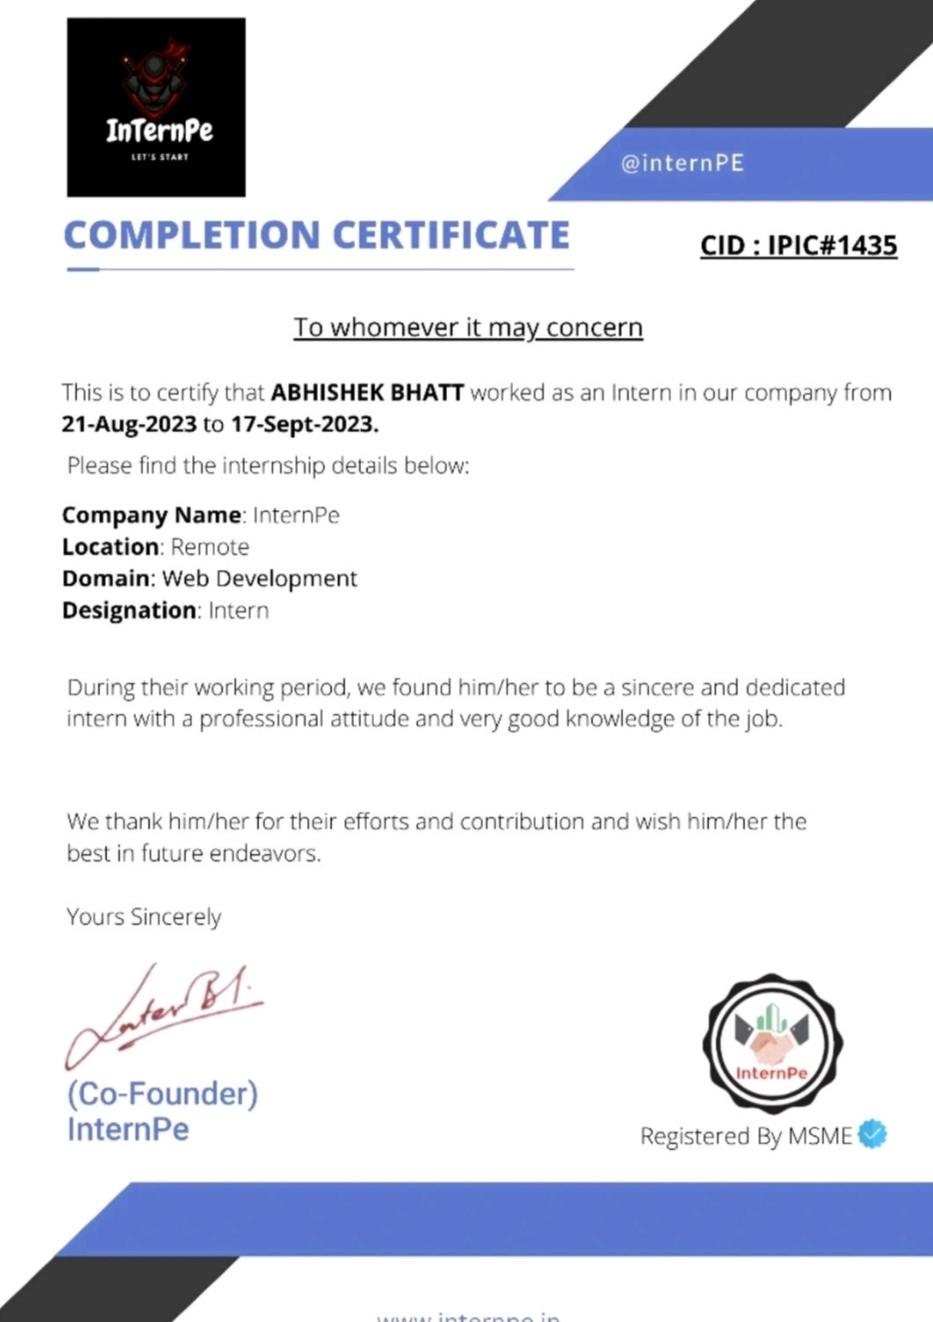 InTernPe
LET'S START
@internPE
COMPLETION CERTIFICATE
CID : IPIC#1435
To whomever it may concern
This is to certify that ABHISHEK BHATT worked as an Intern in our company from
21-Aug-2023 to 17-Sept-2023.
Please find the internship details below:
Company Name: InternPe
Location: Remote
Domain: Web Development
Designation: Intern
During their working period, we found him/her to be a sincere and dedicated
intern with a professional attitude and very good knowledge of the job.
We thank him/her for their efforts and contribution and wish him/her the
best in future endeavors.
Yours Sincerely
(Co-Founder)
InternPe
InternPe
Registered By MSME
www.internpe.in